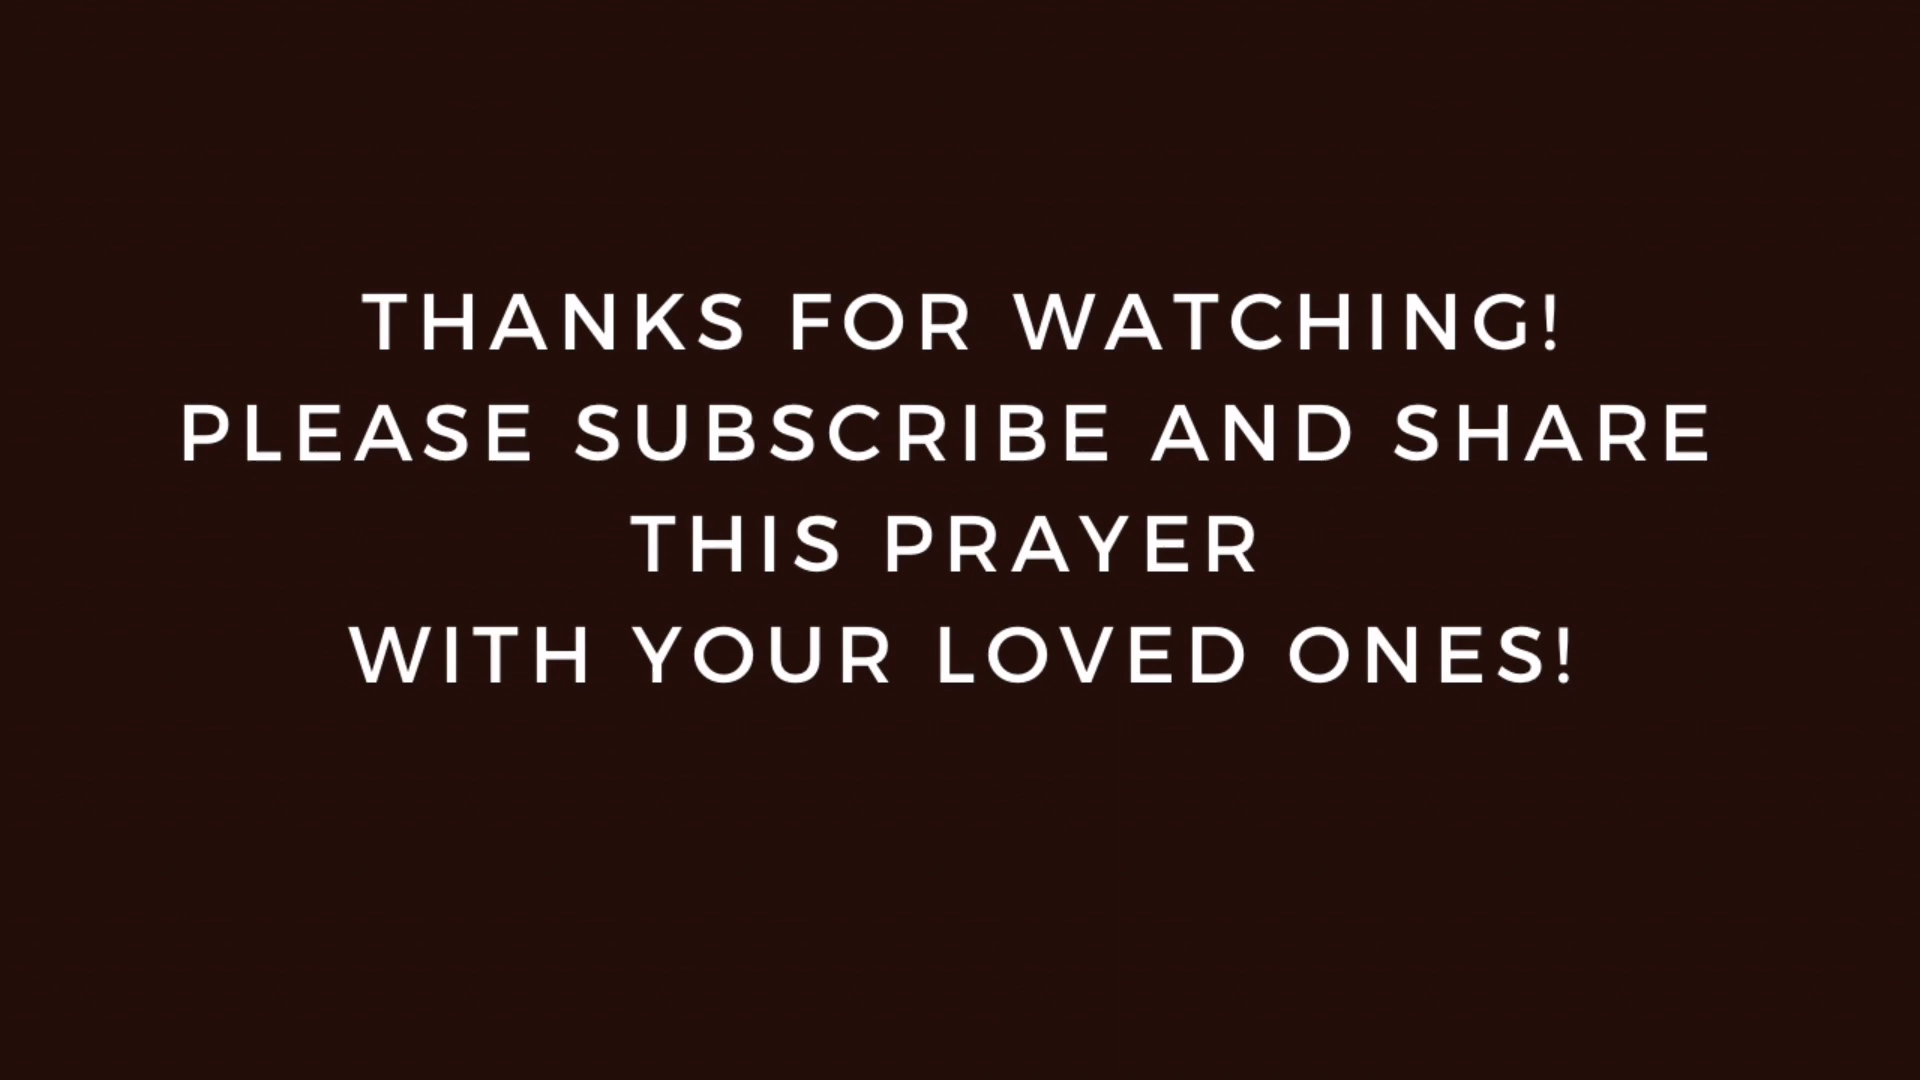 THANKS FOR WATCHING!
PLEASE SUBSCRIBE AND SHARE
THIS PRAYER
WITH YOUR LOVED ONES!